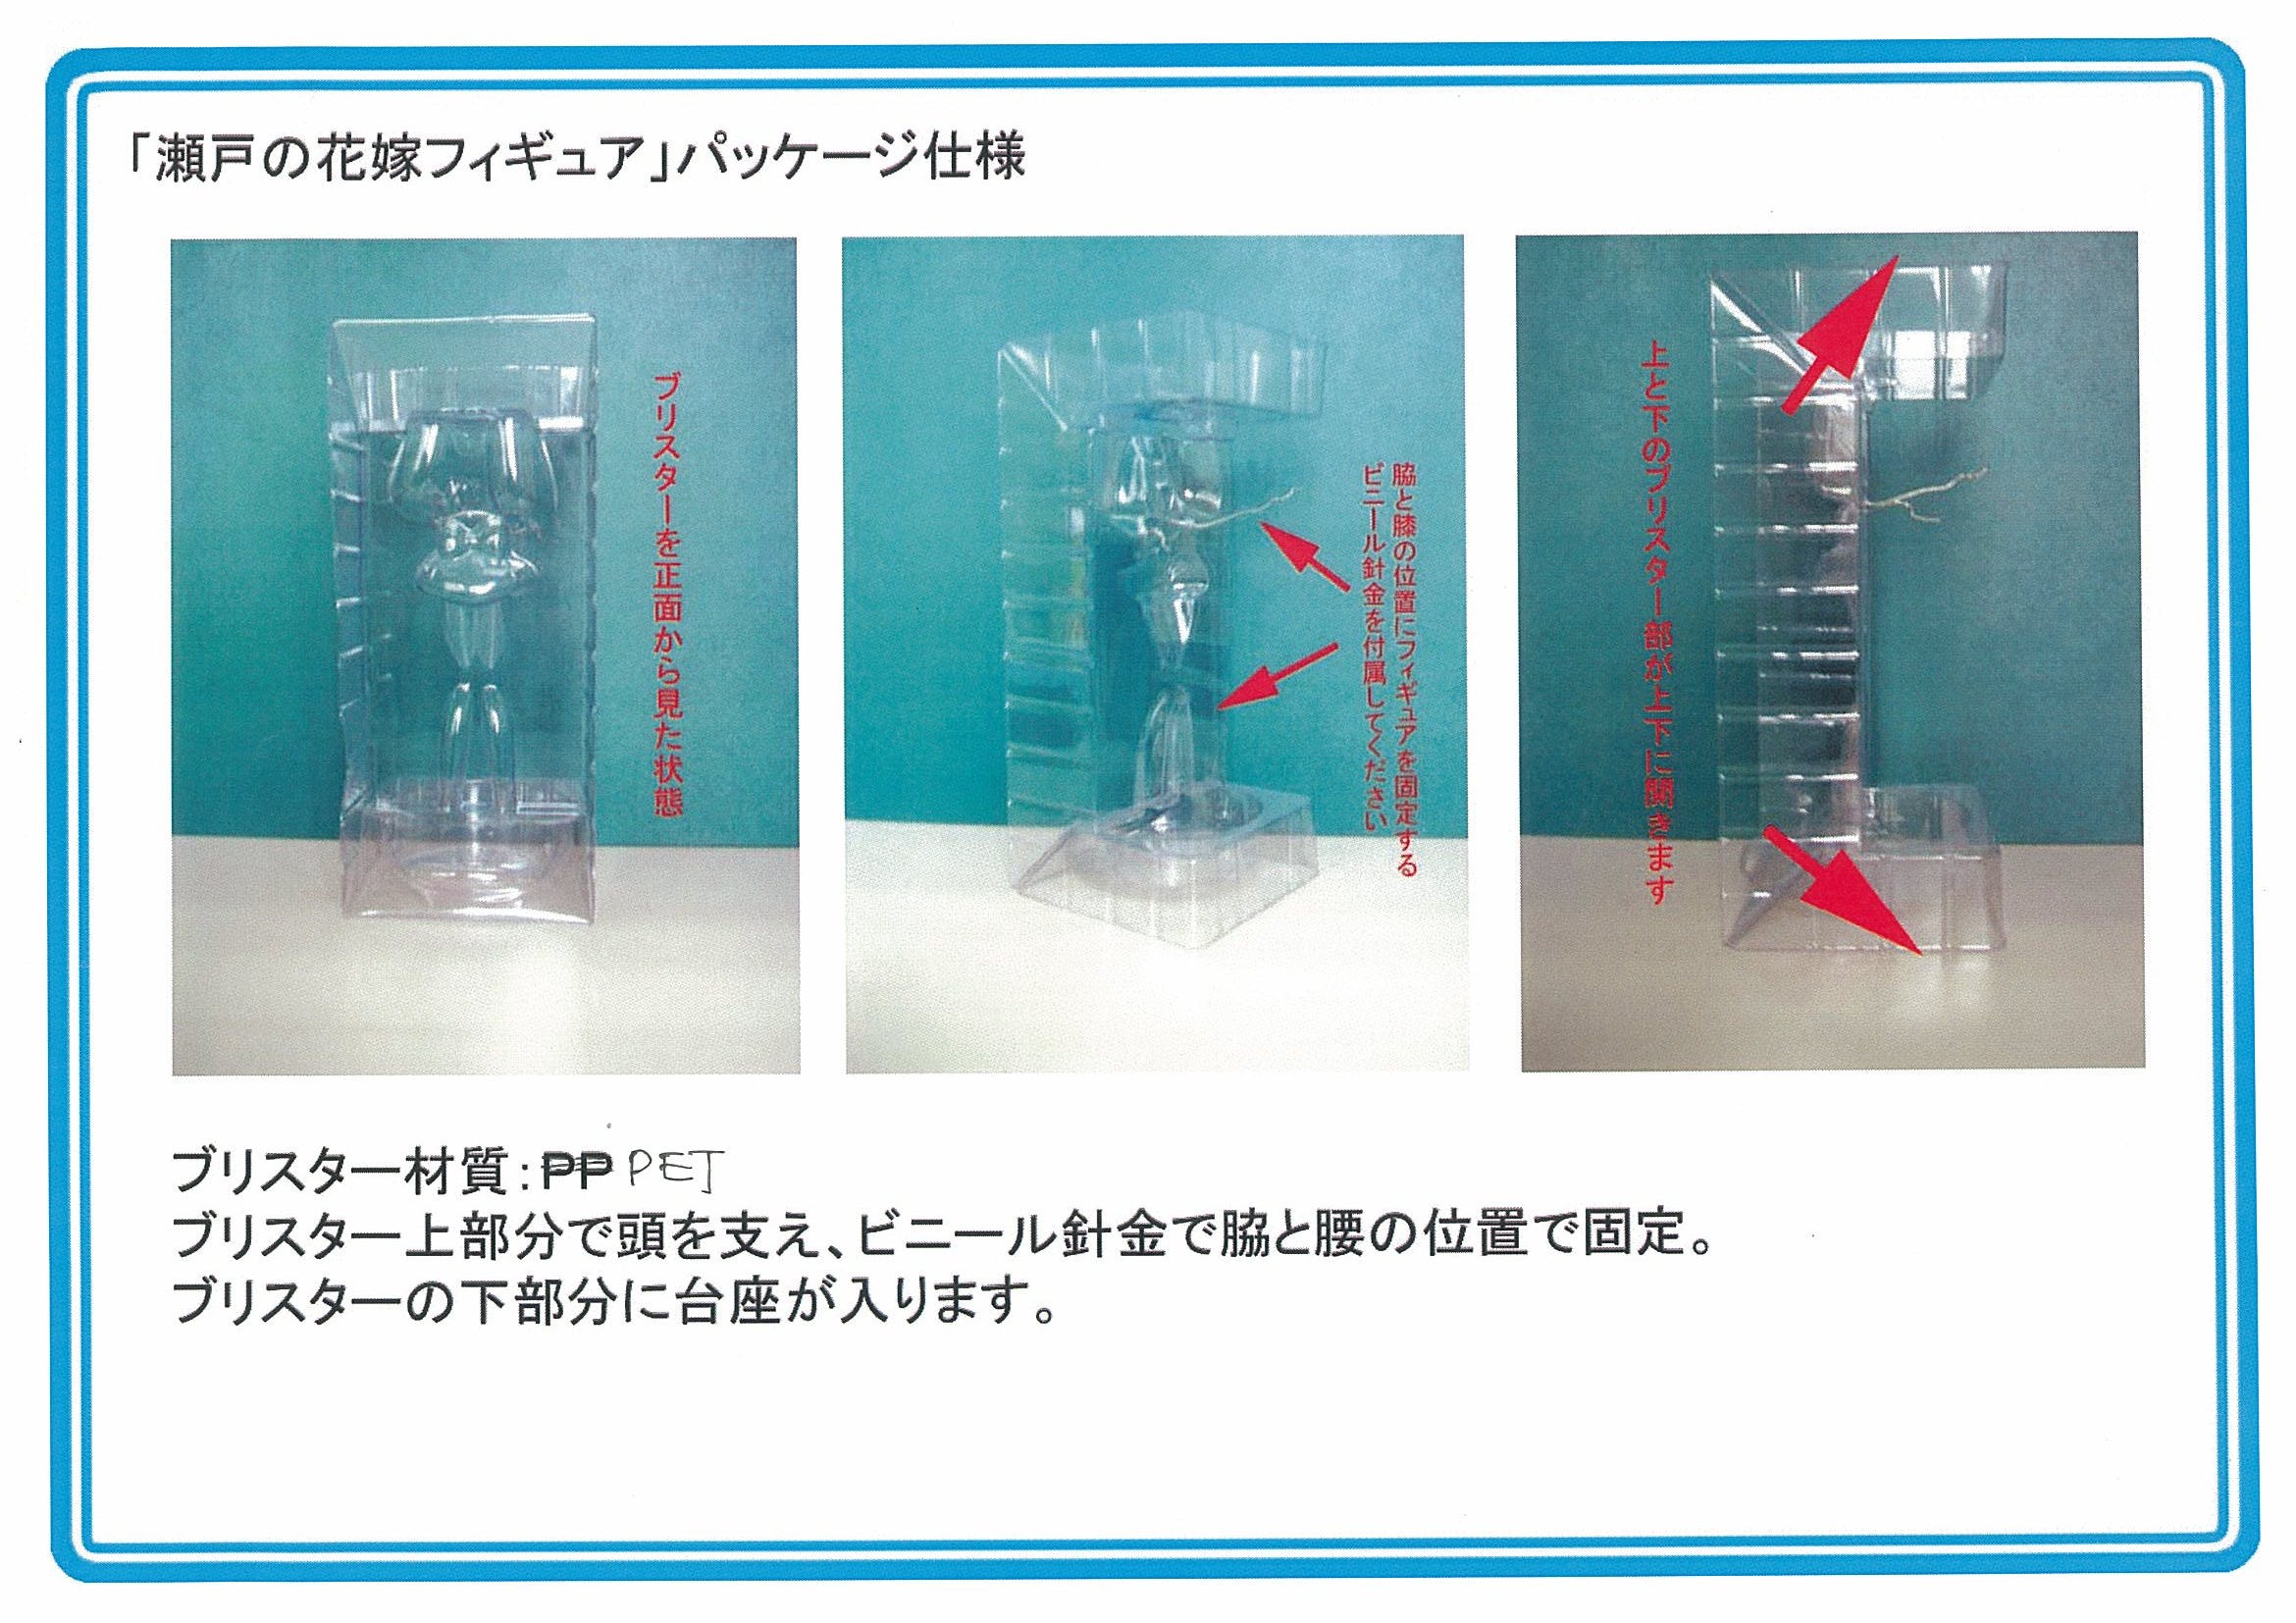 「瀬戸の花嫁フィギュア」パッケージ仕様
ブリスターを正面から見た状態
脇と膝の位置にフィギュアを固定する
ビニール針金を付属してください
上と下のブリスター部が上下に開きます
ブリスター材質：PP PET
ブリスター上部分で頭を支え、ビニール針金で脇と腰の位置で固定。
ブリスターの下部分に台座が入ります。